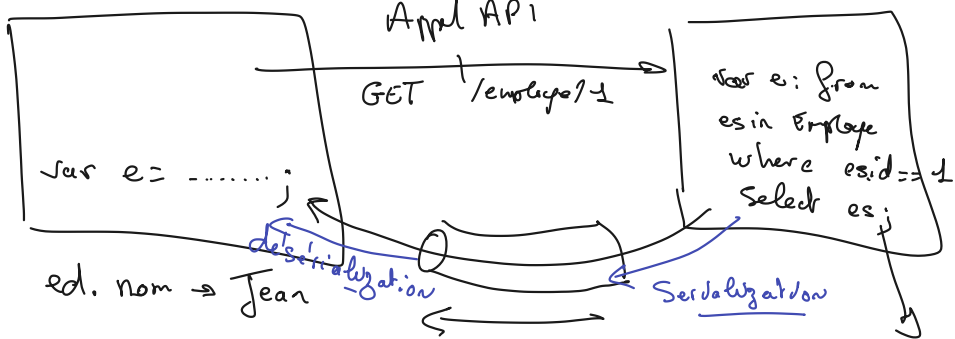 Appel API
GET /employe/1
var e: from
es in Employe
where es.id == 1
Select es;
var e = .......;
désérialization
Serialization
ed. nom → Jean